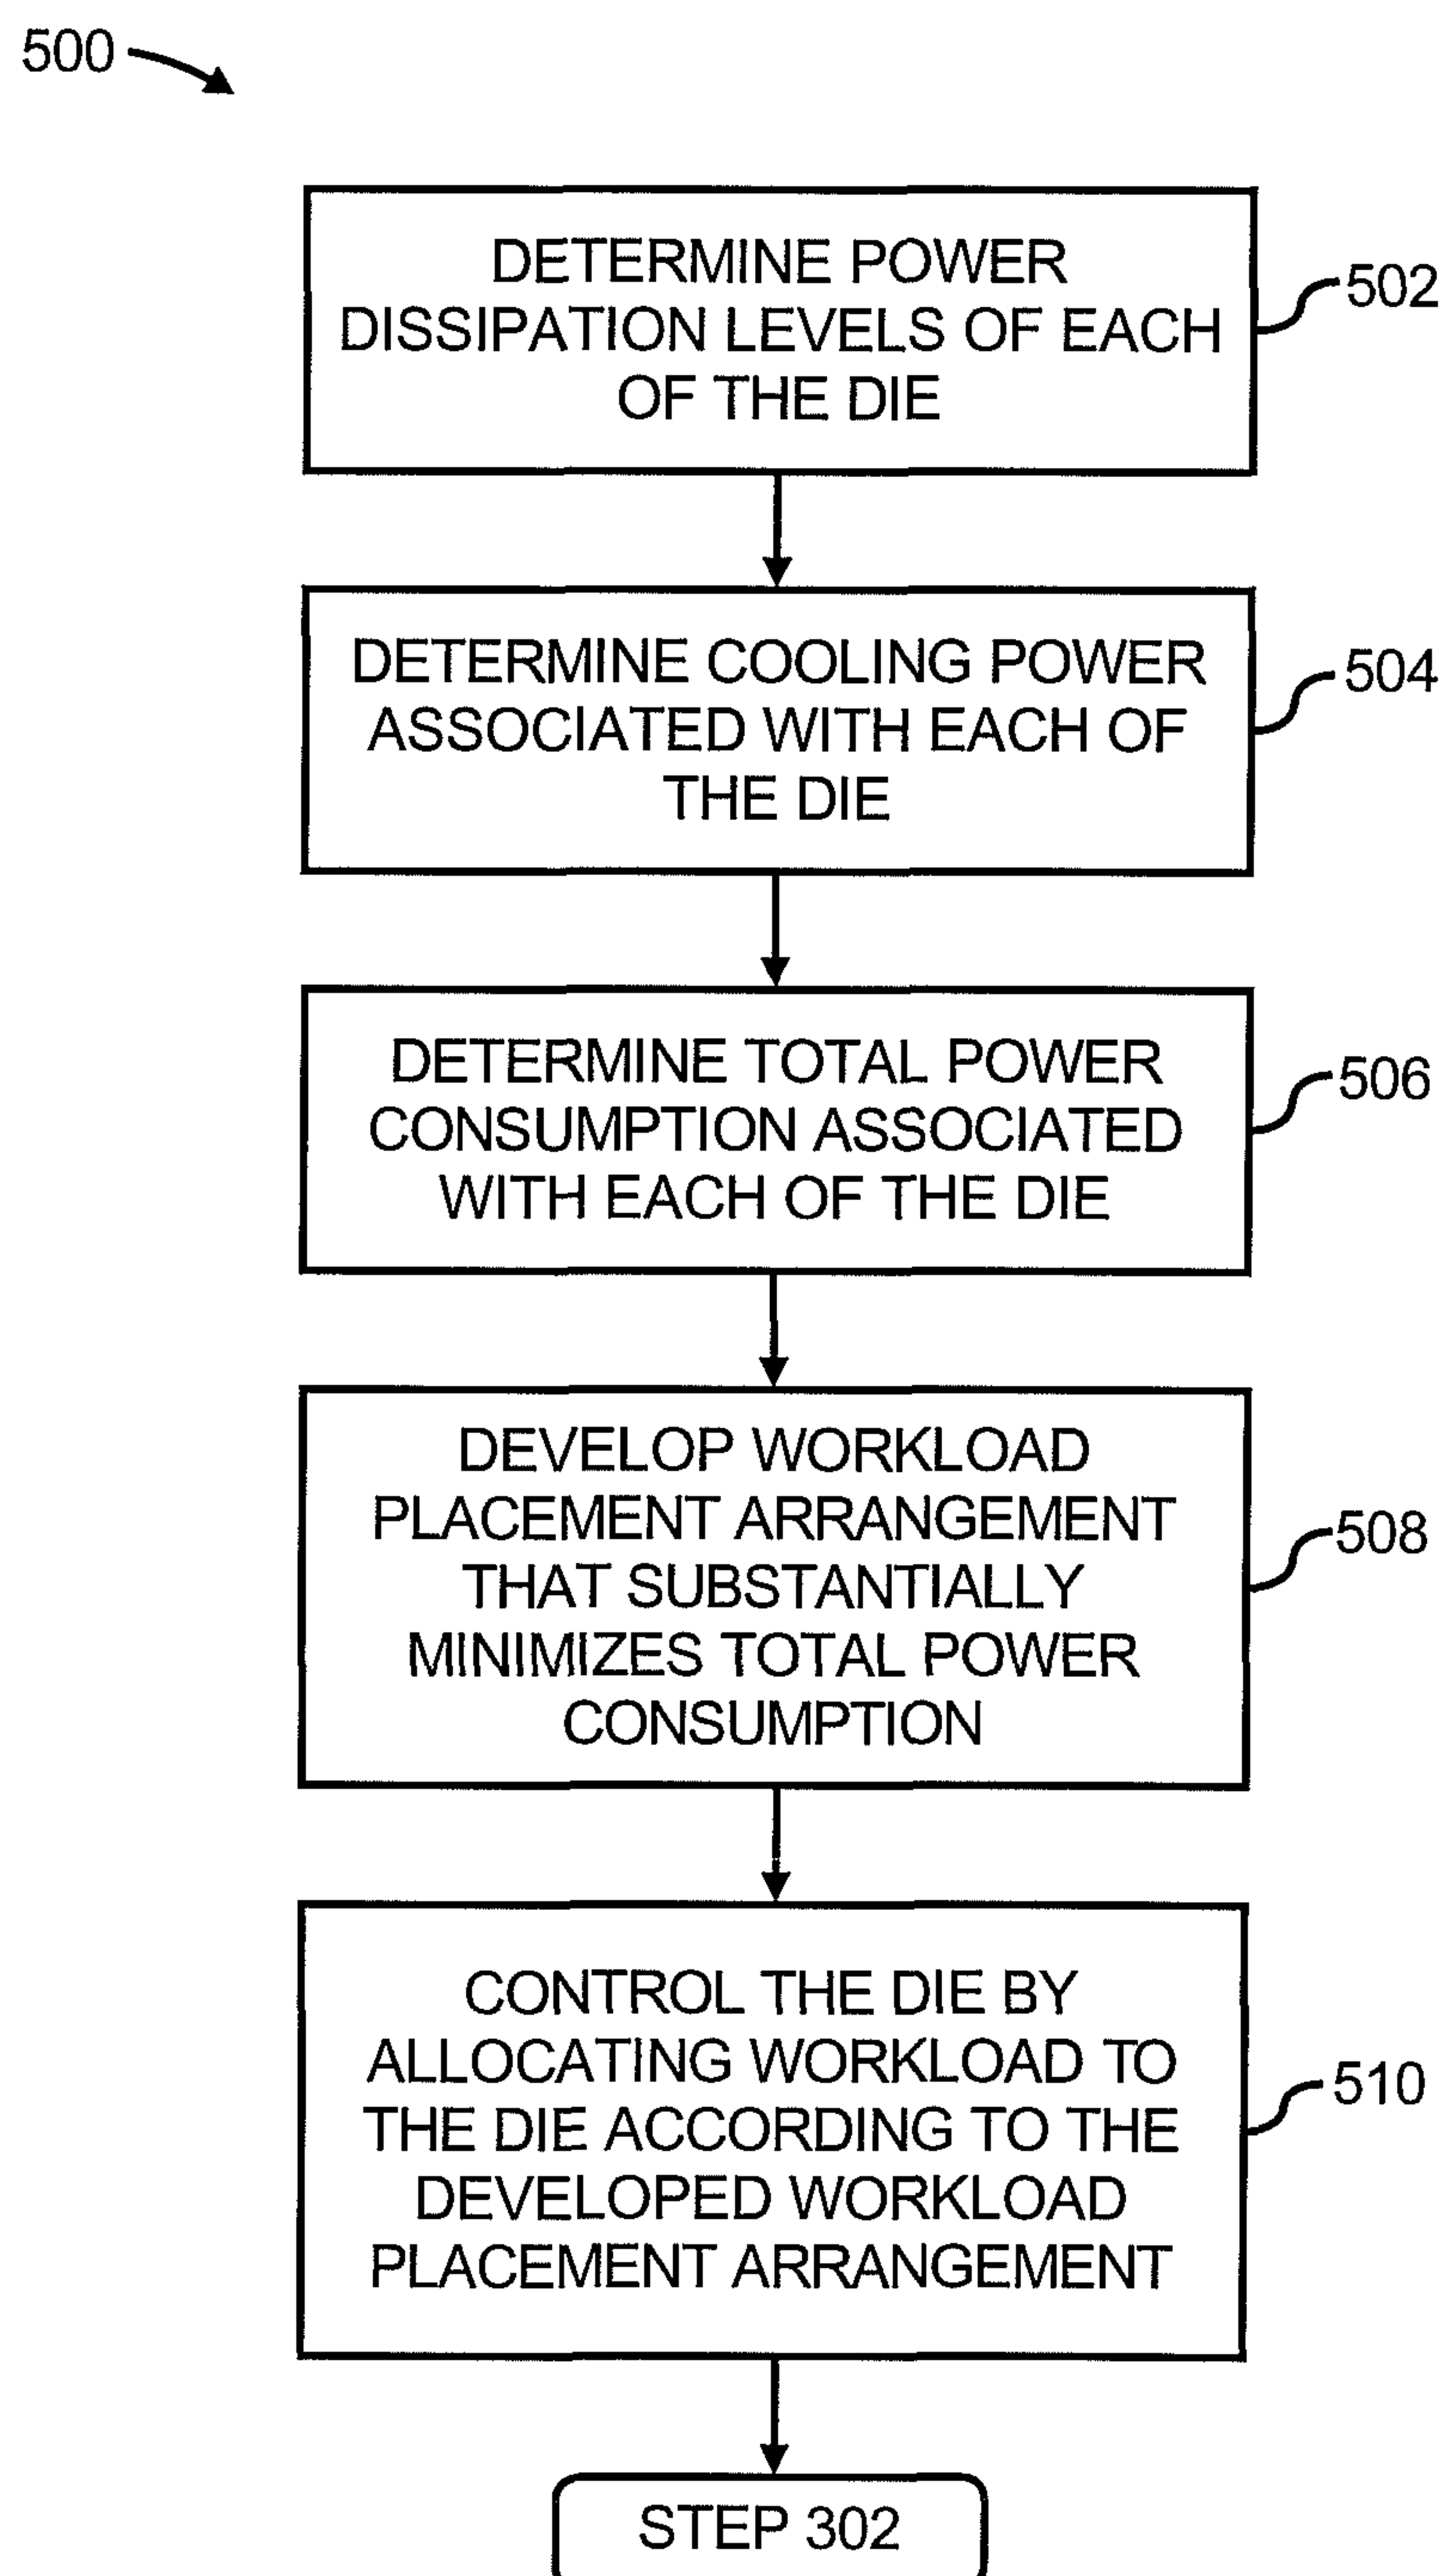 500
DETERMINE POWER
DISSIPATION LEVELS OF EACH
OF THE DIE
502
DETERMINE COOLING POWER
ASSOCIATED WITH EACH OF
THE DIE
504
DETERMINE TOTAL POWER
CONSUMPTION ASSOCIATED
WITH EACH OF THE DIE
506
DEVELOP WORKLOAD
PLACEMENT ARRANGEMENT
THAT SUBSTANTIALLY
MINIMIZES TOTAL POWER
CONSUMPTION
508
CONTROL THE DIE BY
ALLOCATING WORKLOAD TO
THE DIE ACCORDING TO THE
DEVELOPED WORKLOAD
PLACEMENT ARRANGEMENT
510
STEP 302